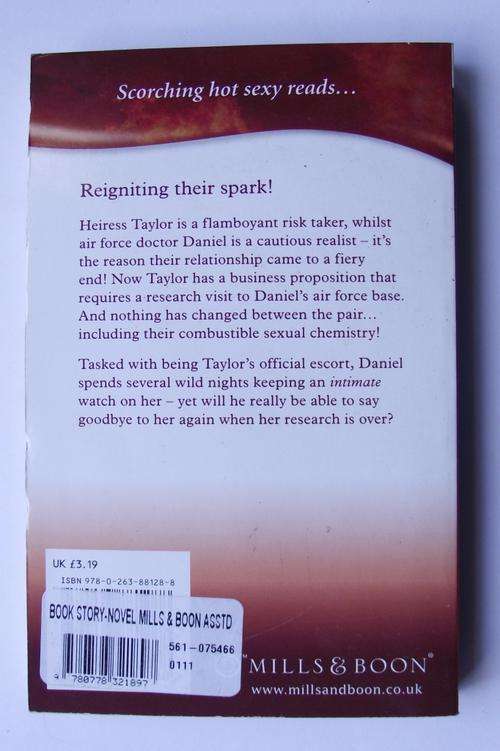 Scorching hot sexy reads...
Reigniting their spark!
Heiress Taylor is a flamboyant risk taker, whilst
air force doctor Daniel is a cautious realist – it's
the reason their relationship came to a fiery
end! Now Taylor has a business proposition that
requires a research visit to Daniel's air force base.
And nothing has changed between the pair...
including their combustible sexual chemistry!
Tasked with being Taylor's official escort, Daniel
spends several wild nights keeping an intimate
watch on her – yet will he really be able to say
goodbye to her again when her research is over?
UK £3.19
ISBN 978-0-263-88128-8
BOOK STORY-NOVEL MILLS & BOON ASSTD
561-075466
0111
9 780778 321897
MILLS & BOON®
www.millsandboon.co.uk